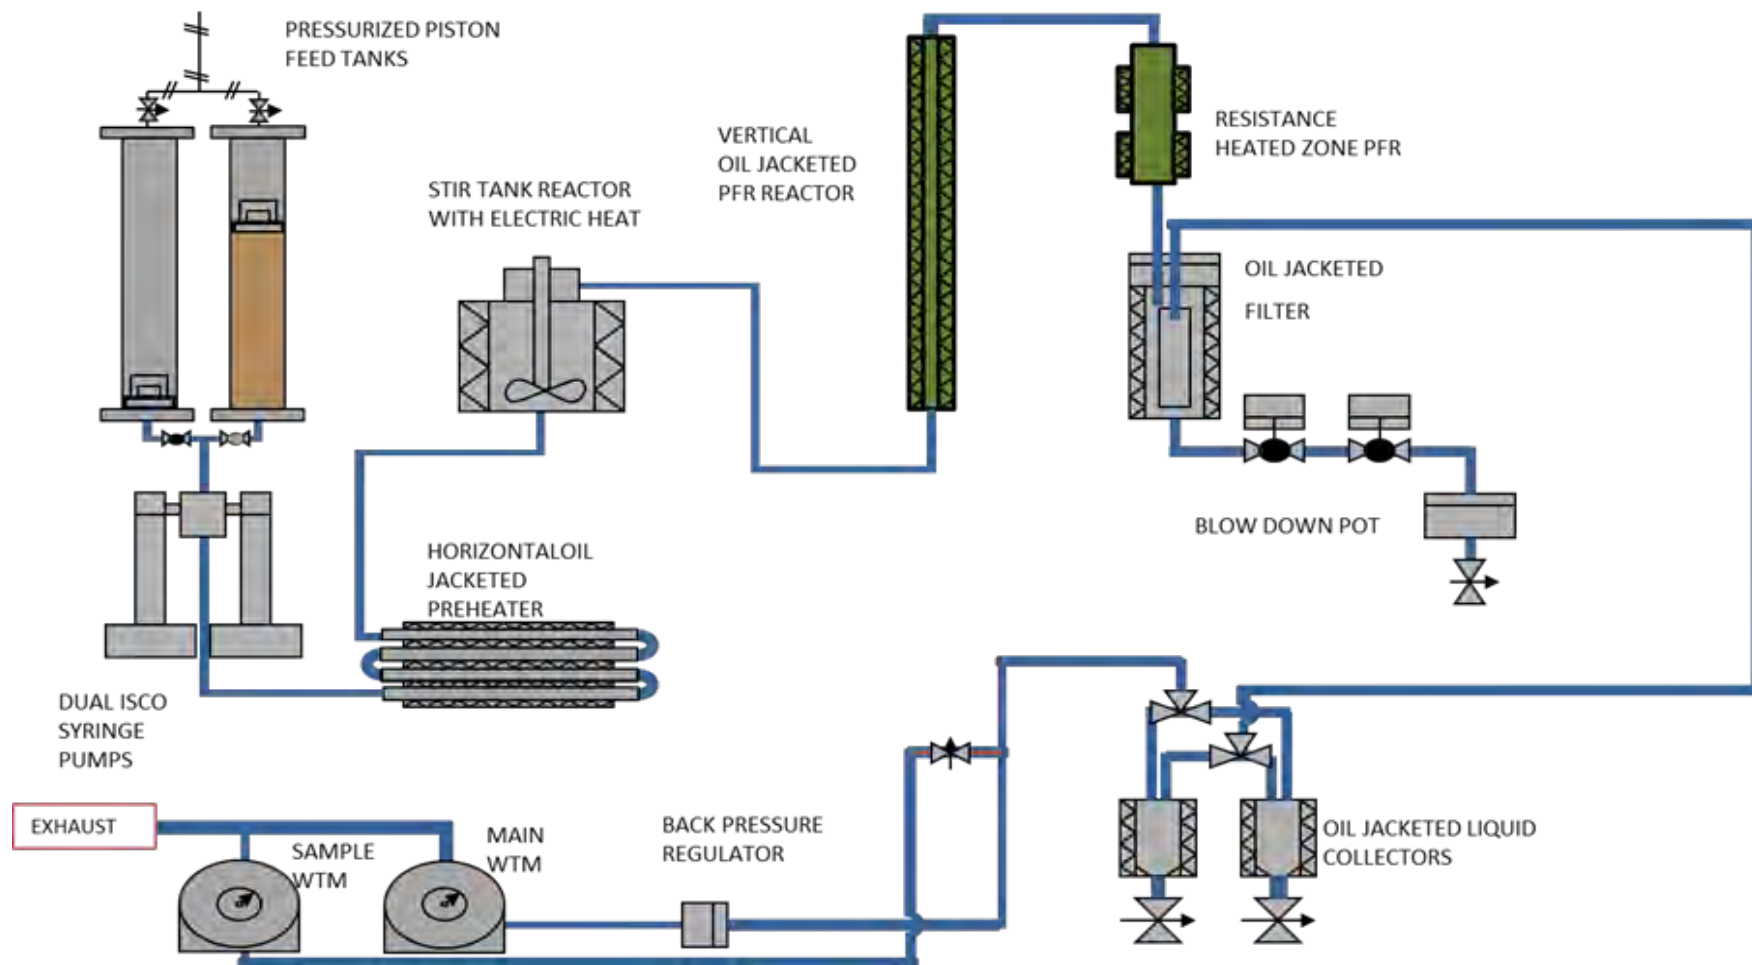 PRESSURIZED PISTON
FEED TANKS
VERTICAL
OIL JACKETED
PFR REACTOR
RESISTANCE
HEATED ZONE PFR
STIR TANK REACTOR
WITH ELECTRIC HEAT
OIL JACKETED
FILTER
BLOW DOWN POT
HORIZONTALOIL
JACKETED
PREHEATER
DUAL ISCO
SYRINGE
PUMPS
EXHAUST
SAMPLE
WTM
MAIN
WTM
BACK PRESSURE
REGULATOR
OIL JACKETED LIQUID
COLLECTORS